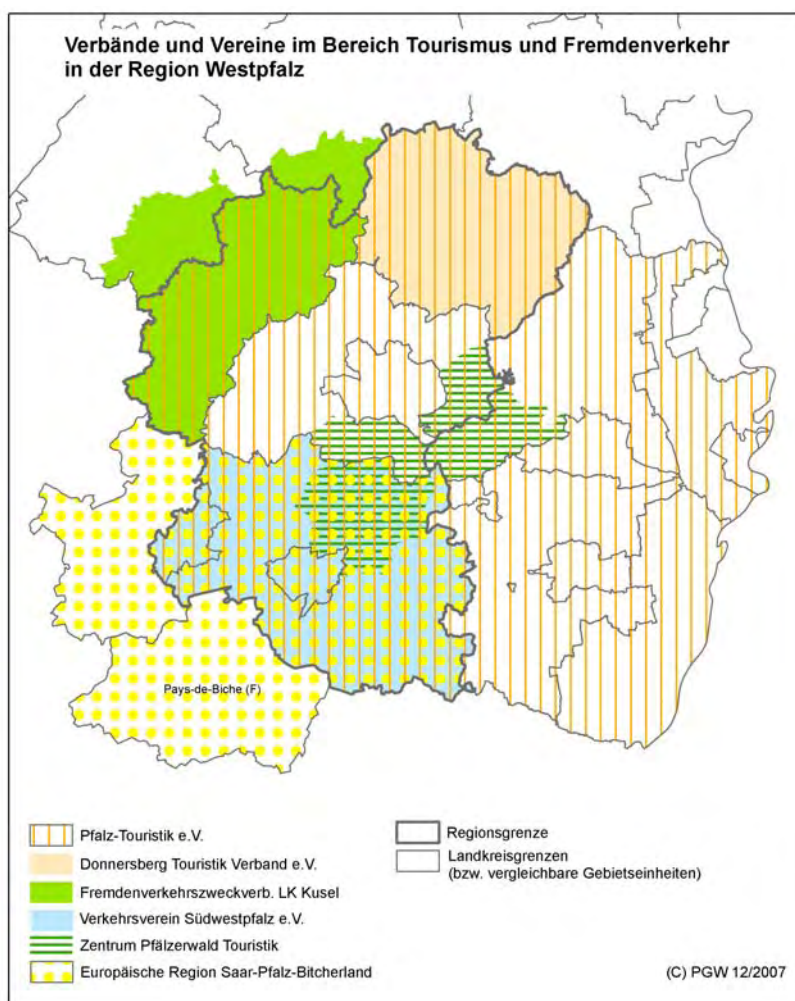 Verbände und Vereine im Bereich Tourismus und Fremdenverkehr
in der Region Westpfalz
Pays-de-Biche (F)
Pfalz-Touristik e.V.
Donnersberg Touristik Verband e.V.
Fremdenverkehrszweckverb. LK Kusel
Verkehrsverein Südwestpfalz e.V.
Zentrum Pfälzerwald Touristik
Europäische Region Saar-Pfalz-Bitcherland
Regionsgrenze
Landkreisgrenzen
(bzw. vergleichbare Gebietseinheiten)
(C) PGW 12/2007